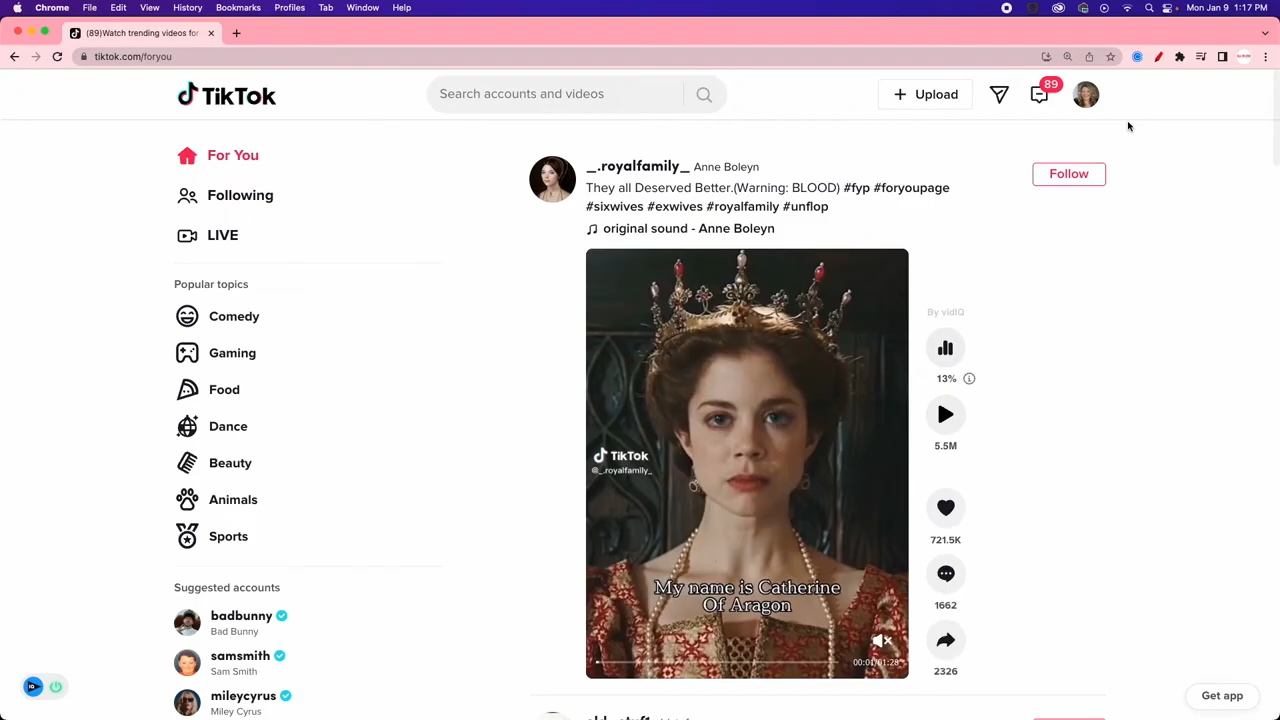 Chrome File Edit View History Bookmarks Profiles Tab Window Help
Mon Jan 9 1:17 PM
(89)Watch trending videos for
tiktok.com/foryou
TikTok
Search accounts and videos
Upload
89
For You
Following
LIVE
Popular topics
Comedy
Gaming
Food
Dance
Beauty
Animals
Sports
Suggested accounts
badbunny
Bad Bunny
samsmith
Sam Smith
mileycyrus
Miley Cyrus
_.royalfamily_ Anne Boleyn
Follow
They all Deserved Better.(Warning: BLOOD) #fyp #foryoupage
#sixwives #exwives #royalfamily #unflop
original sound - Anne Boleyn
TikTok
@_.royalfamily_
My name is Catherine
Of Aragon
00:01/01:28
By vidIQ
13%
5.5M
721.5K
1662
2326
Get app